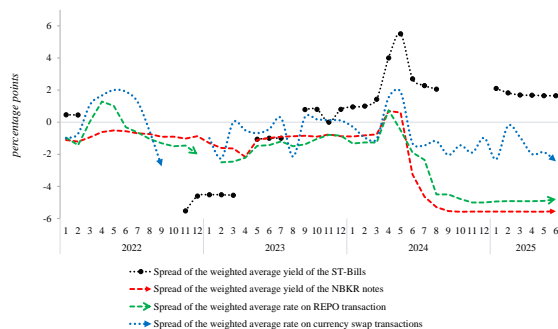 percentage points
6
4
2
0
-2
-4
-6
1 2 3 4 5 6 7 8 9 10 11 12 1 2 3 4 5 6 7 8 9 10 11 12 1 2 3 4 5 6 7 8 9 10 11 12 1 2 3 4 5 6
2022 2023 2024 2025
Spread of the weighted average yield of the ST-Bills
Spread of the weighted average yield of the NBKR notes
Spread of the weighted average rate on REPO transaction
Spread of the weighted average rate on currency swap transactions